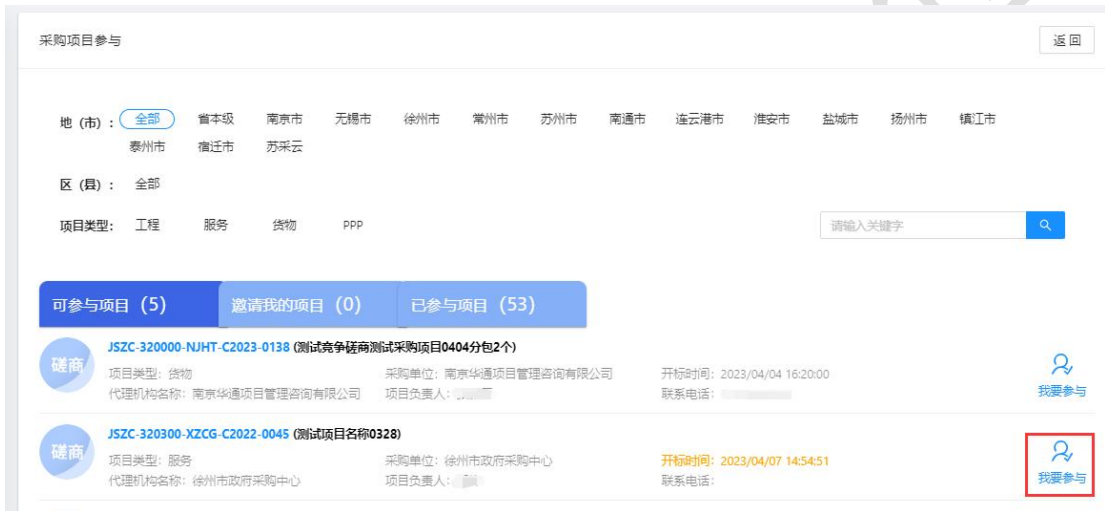 采购项目参与
返回
地（市）: 全部 省本级 南京市 无锡市 徐州市 常州市 苏州市 南通市 连云港市 淮安市 盐城市 扬州市 镇江市
泰州市 宿迁市 苏采云
区（县）: 全部
项目类型: 工程 服务 货物 PPP
请输入关键字
可参与项目（5） 邀请我的项目（0） 已参与项目（53）
磋商
JSZC-320000-NJHT-C2023-0138 (测试竞争磋商测试采购项目0404分包2个)
项目类型: 货物 采购单位: 南京华通项目管理咨询有限公司 开标时间: 2023/04/04 16:20:00
代理机构名称: 南京华通项目管理咨询有限公司 项目负责人: 联系电话:
我要参与
磋商
JSZC-320300-XZCG-C2022-0045 (测试项目名称0328)
项目类型: 服务 采购单位: 徐州市政府采购中心 开标时间: 2023/04/07 14:54:51
代理机构名称: 徐州市政府采购中心 项目负责人: 联系电话:
我要参与